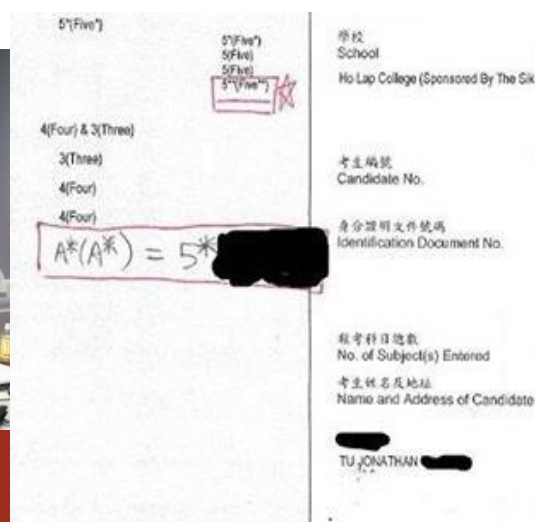 5*(Five*)
5*(Five*)
5(Five)
5(Five)
5**(Five**)
4(Four) & 3(Three)
3(Three)
4(Four)
4(Four)
A*(A*) = 5*
學校
School
Ho Lap College (Sponsored By The Sik
考生編號
Candidate No.
身分證明文件號碼
Identification Document No.
報考科目總數
No. of Subject(s) Entered
考生姓名及地址
Name and Address of Candidate
TU JONATHAN